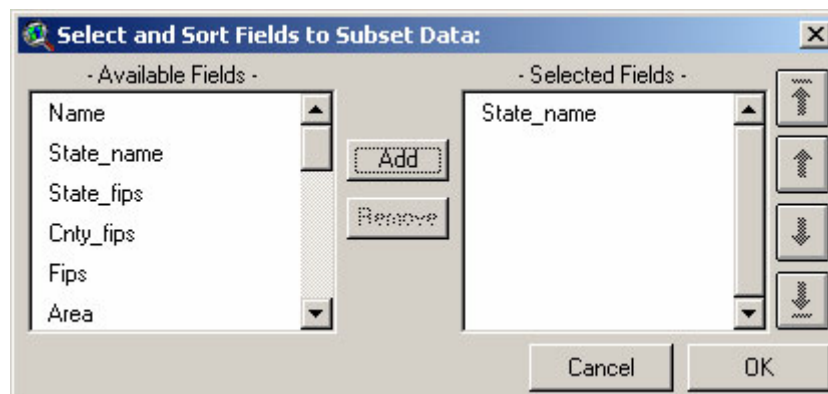 Select and Sort Fields to Subset Data:
- Available Fields -
Name
State_name
State_fips
Cnty_fips
Fips
Area
Add
Remove
- Selected Fields -
State_name
Cancel
OK